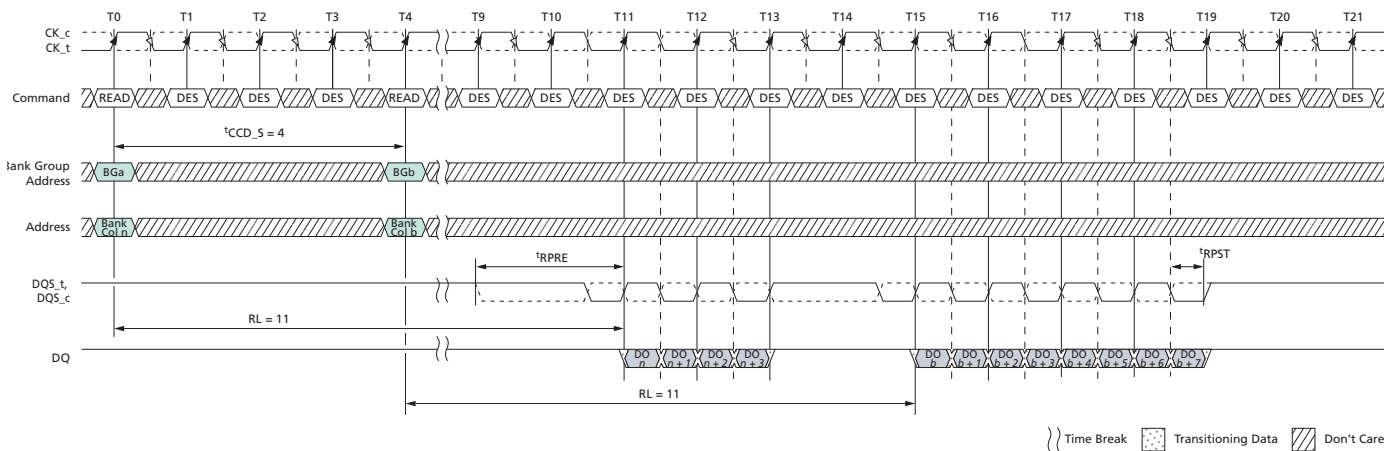 T0 T1 T2 T3 T4 T9 T10 T11 T12 T13 T14 T15 T16 T17 T18 T19 T20 T21
CK_c
CK_t
Command READ DES DES DES READ DES DES DES DES DES DES DES DES DES DES DES DES DES
tCCD_S = 4
Bank Group
Address
BGa BGb
Address
Bank
Col n
Bank
Col b
tRPRE tRPST
DQS_t,
DQS_c
RL = 11
DQ
DO
n
DO
n + 1
DO
n + 2
DO
n + 3
DO
b
DO
b + 1
DO
b + 2
DO
b + 3
DO
b + 4
DO
b + 5
DO
b + 6
DO
b + 7
RL = 11
Time Break Transitioning Data Don't Care